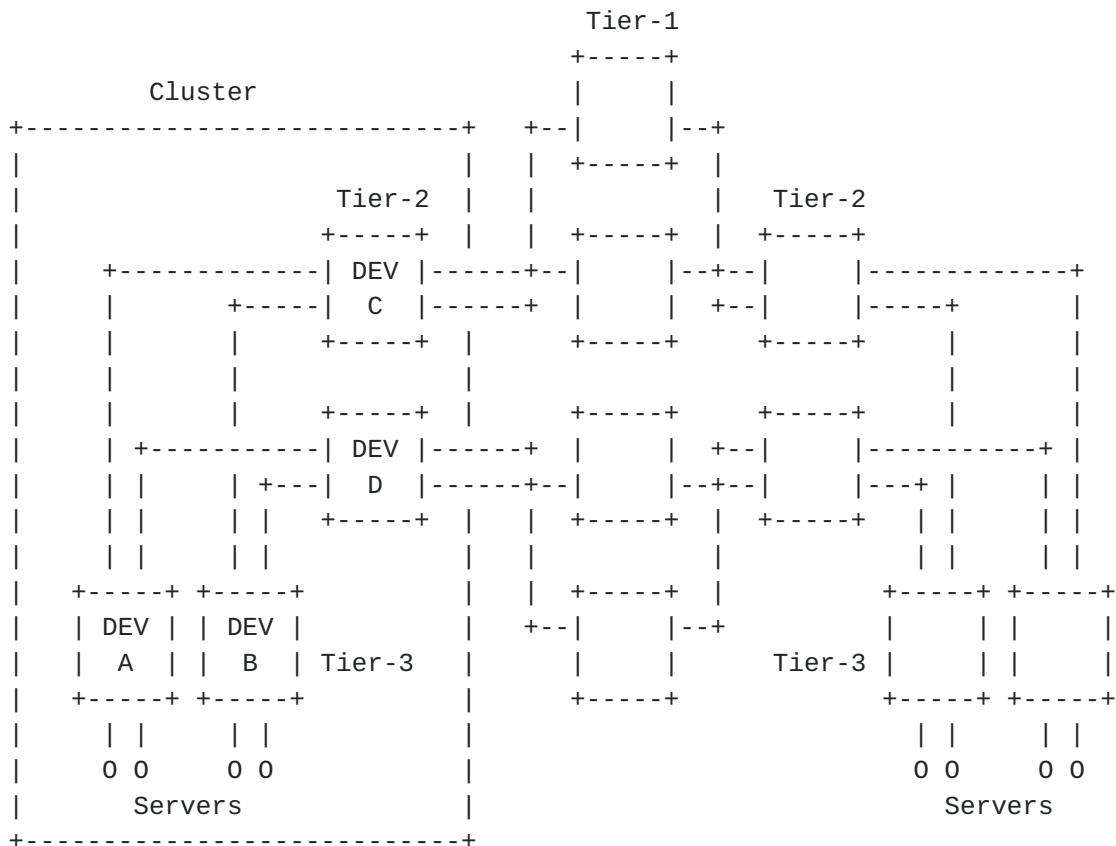 Tier-1
Cluster
Tier-2 Tier-2
DEV
C
DEV
D
DEV DEV
A B Tier-3 Tier-3
O O O O O O O O
Servers Servers